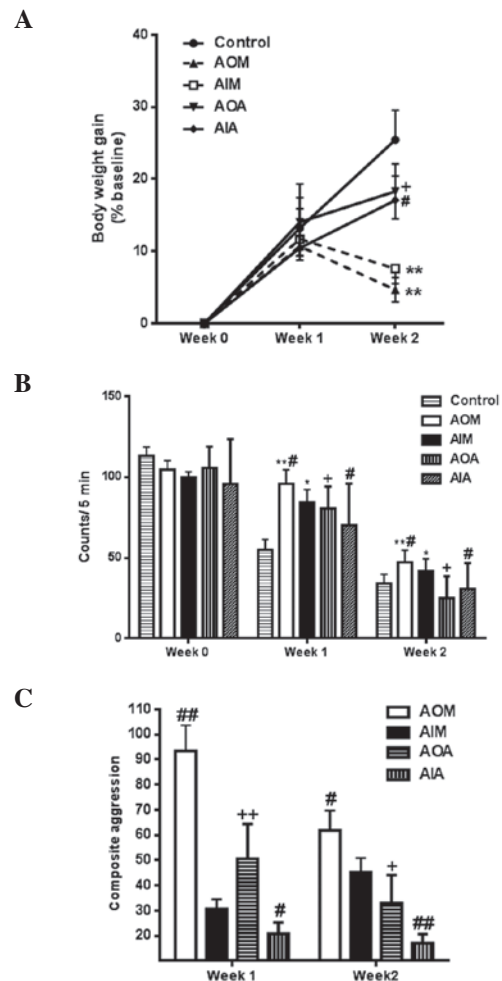 A
Control
AOM
AIM
AOA
AIA
Body weight gain
(% baseline)
40
30
20
10
0
+
#
**
**
Week 0
Week 1
Week 2
B
Control
AOM
AIM
AOA
AIA
Counts/ 5 min
150
100
50
0
**#
*
+
#
**#
*
+
#
Week 0
Week 1
Week 2
C
AOM
AIM
AOA
AIA
Composite aggression
110
100
90
80
70
60
50
40
30
20
##
++
#
#
+
##
Week 1
Week2